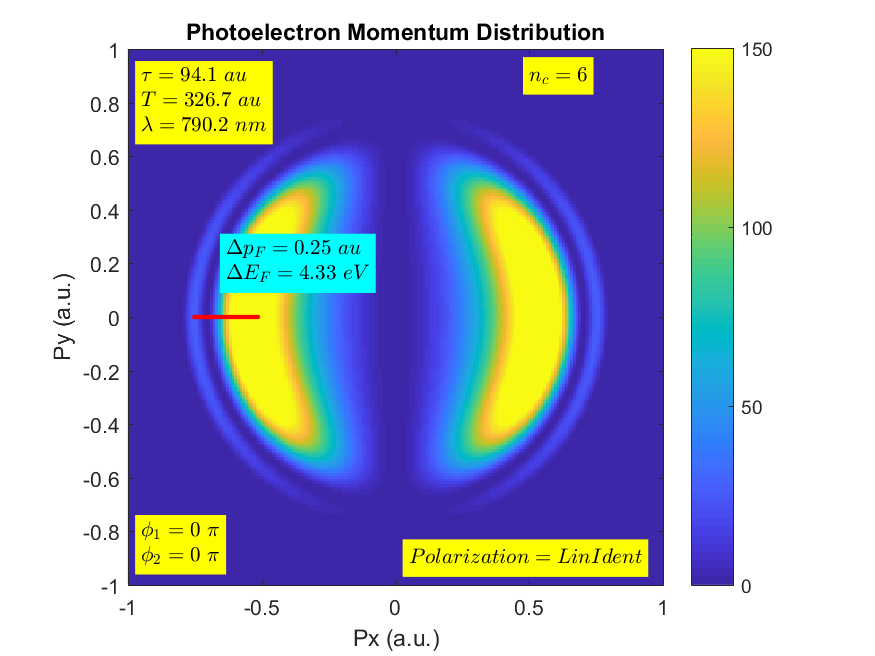 Photoelectron Momentum Distribution
τ = 94.1 au
T = 326.7 au
λ = 790.2 nm
n_c = 6
Δp_F = 0.25 au
ΔE_F = 4.33 eV
ϕ_1 = 0 π
ϕ_2 = 0 π
Polarization = LinIdent
1
0.8
0.6
0.4
0.2
0
-0.2
-0.4
-0.6
-0.8
-1
Py (a.u.)
-1
-0.5
0
0.5
1
Px (a.u.)
150
100
50
0